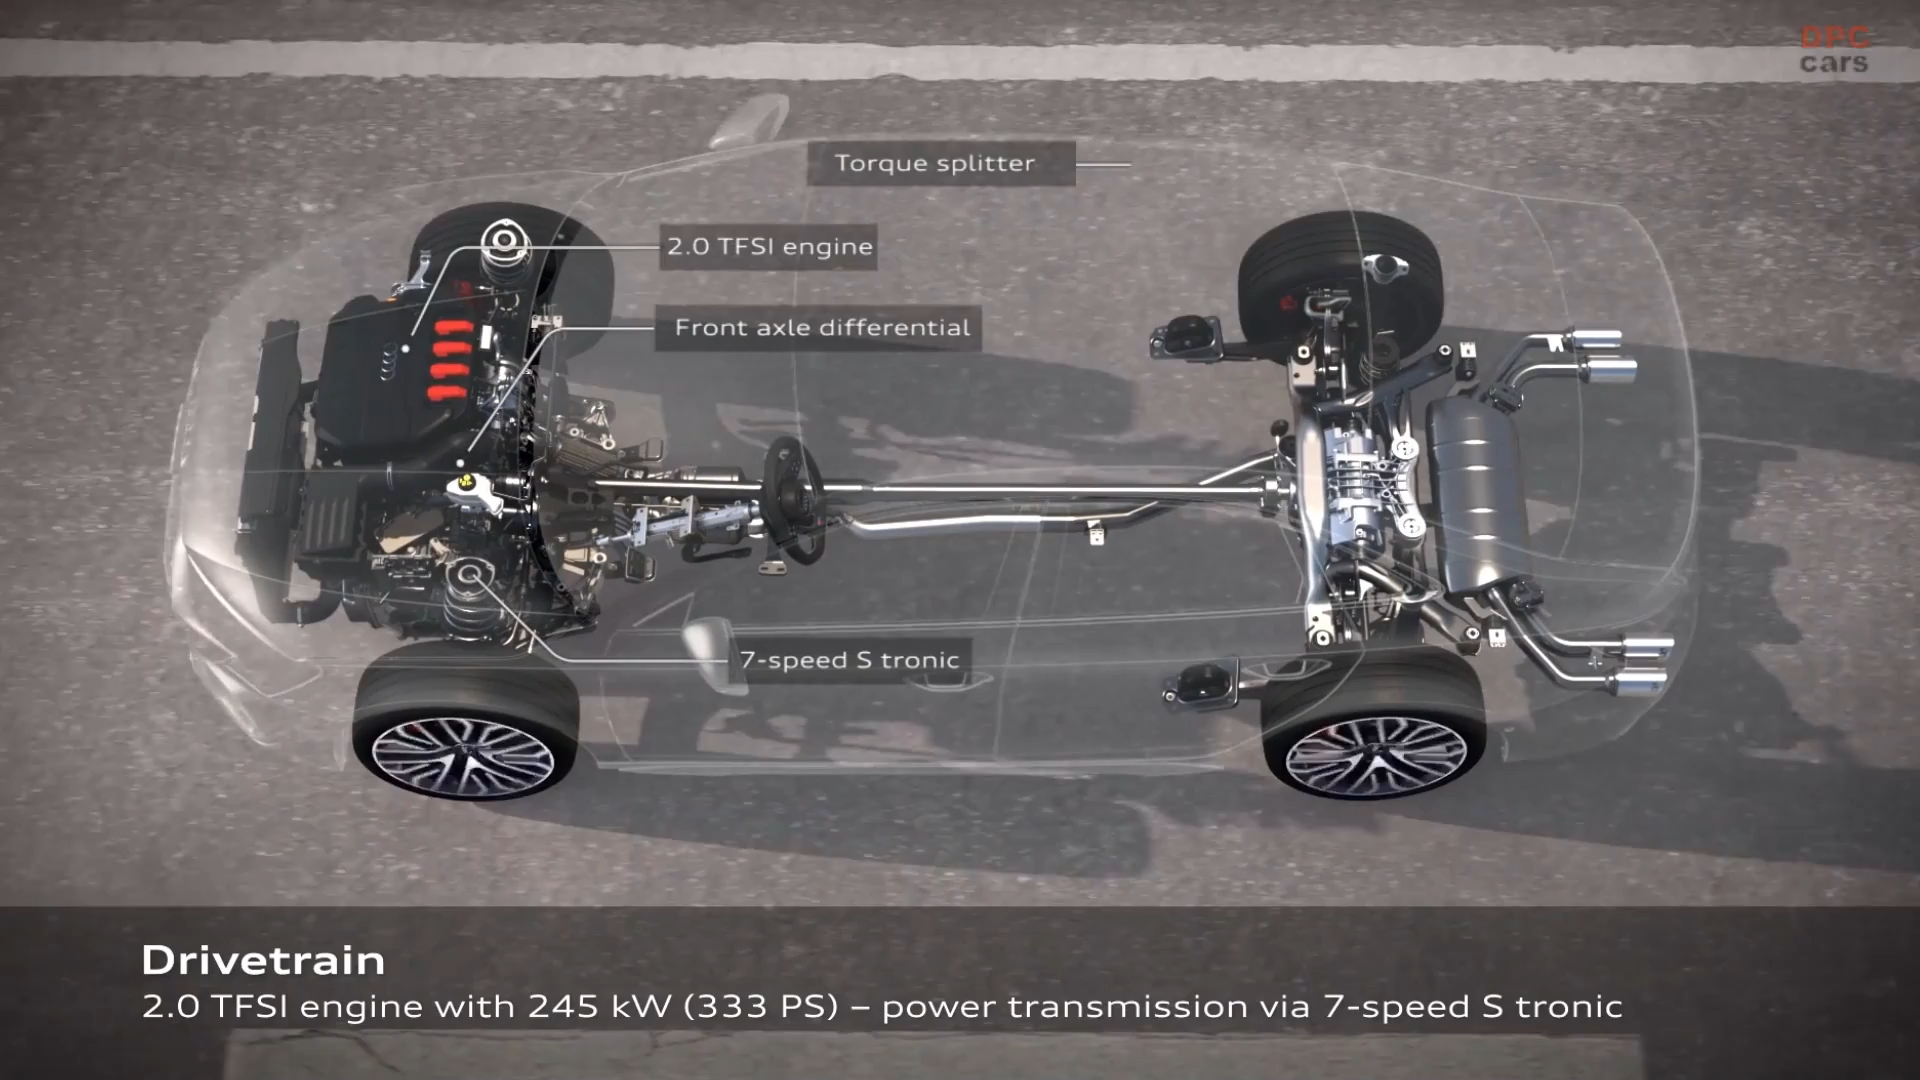 DPC
cars
Torque splitter
2.0 TFSI engine
Front axle differential
7-speed S tronic
Drivetrain
2.0 TFSI engine with 245 kW (333 PS) – power transmission via 7-speed S tronic